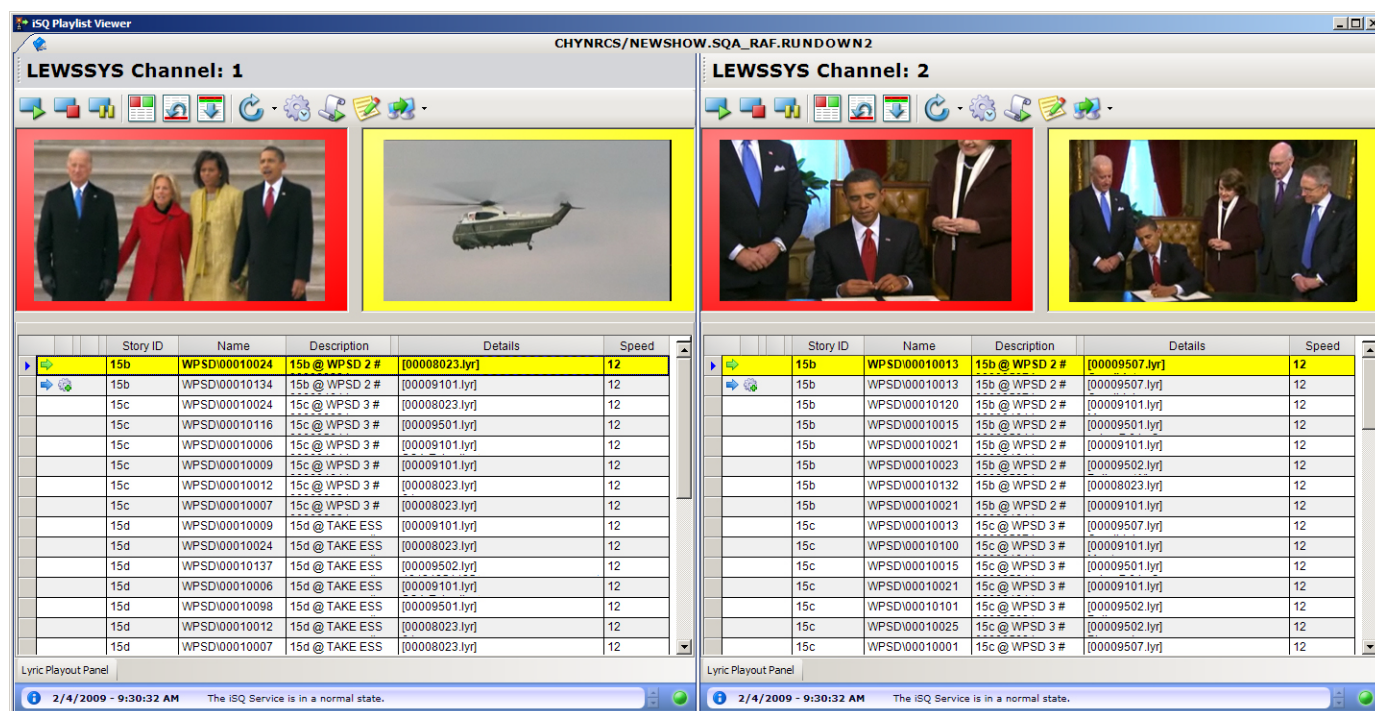 iSQ Playlist Viewer
CHYNRCS/NEWSHOW.SQA_RAF.RUNDOWN2
LEWSSYS Channel: 1
Story ID Name Description Details Speed
15b WPSD\00010024 15b @ WPSD 2 # [00008023.lyr] 12
15b WPSD\00010134 15b @ WPSD 2 # [00009101.lyr] 12
15c WPSD\00010024 15c @ WPSD 3 # [00008023.lyr] 12
15c WPSD\00010116 15c @ WPSD 3 # [00009501.lyr] 12
15c WPSD\00010006 15c @ WPSD 3 # [00009101.lyr] 12
15c WPSD\00010009 15c @ WPSD 3 # [00009101.lyr] 12
15c WPSD\00010012 15c @ WPSD 3 # [00008023.lyr] 12
15c WPSD\00010007 15c @ WPSD 3 # [00008023.lyr] 12
15d WPSD\00010009 15d @ TAKE ESS [00009101.lyr] 12
15d WPSD\00010024 15d @ TAKE ESS [00008023.lyr] 12
15d WPSD\00010137 15d @ TAKE ESS [00009502.lyr] 12
15d WPSD\00010006 15d @ TAKE ESS [00009101.lyr] 12
15d WPSD\00010098 15d @ TAKE ESS [00009501.lyr] 12
15d WPSD\00010012 15d @ TAKE ESS [00008023.lyr] 12
15d WPSD\00010007 15d @ TAKE ESS [00008023.lyr] 12
Lyric Playout Panel
2/4/2009 - 9:30:32 AM The iSQ Service is in a normal state.
LEWSSYS Channel: 2
Story ID Name Description Details Speed
15b WPSD\00010013 15b @ WPSD 2 # [00009507.lyr] 12
15b WPSD\00010013 15b @ WPSD 2 # [00009507.lyr] 12
15b WPSD\00010120 15b @ WPSD 2 # [00009101.lyr] 12
15b WPSD\00010015 15b @ WPSD 2 # [00009501.lyr] 12
15b WPSD\00010021 15b @ WPSD 2 # [00009101.lyr] 12
15b WPSD\00010023 15b @ WPSD 2 # [00009502.lyr] 12
15b WPSD\00010132 15b @ WPSD 2 # [00008023.lyr] 12
15b WPSD\00010021 15b @ WPSD 2 # [00009101.lyr] 12
15c WPSD\00010013 15c @ WPSD 3 # [00009507.lyr] 12
15c WPSD\00010100 15c @ WPSD 3 # [00009101.lyr] 12
15c WPSD\00010015 15c @ WPSD 3 # [00009501.lyr] 12
15c WPSD\00010021 15c @ WPSD 3 # [00009101.lyr] 12
15c WPSD\00010101 15c @ WPSD 3 # [00009502.lyr] 12
15c WPSD\00010025 15c @ WPSD 3 # [00009502.lyr] 12
15c WPSD\00010001 15c @ WPSD 3 # [00009507.lyr] 12
Lyric Playout Panel
2/4/2009 - 9:30:32 AM The iSQ Service is in a normal state.